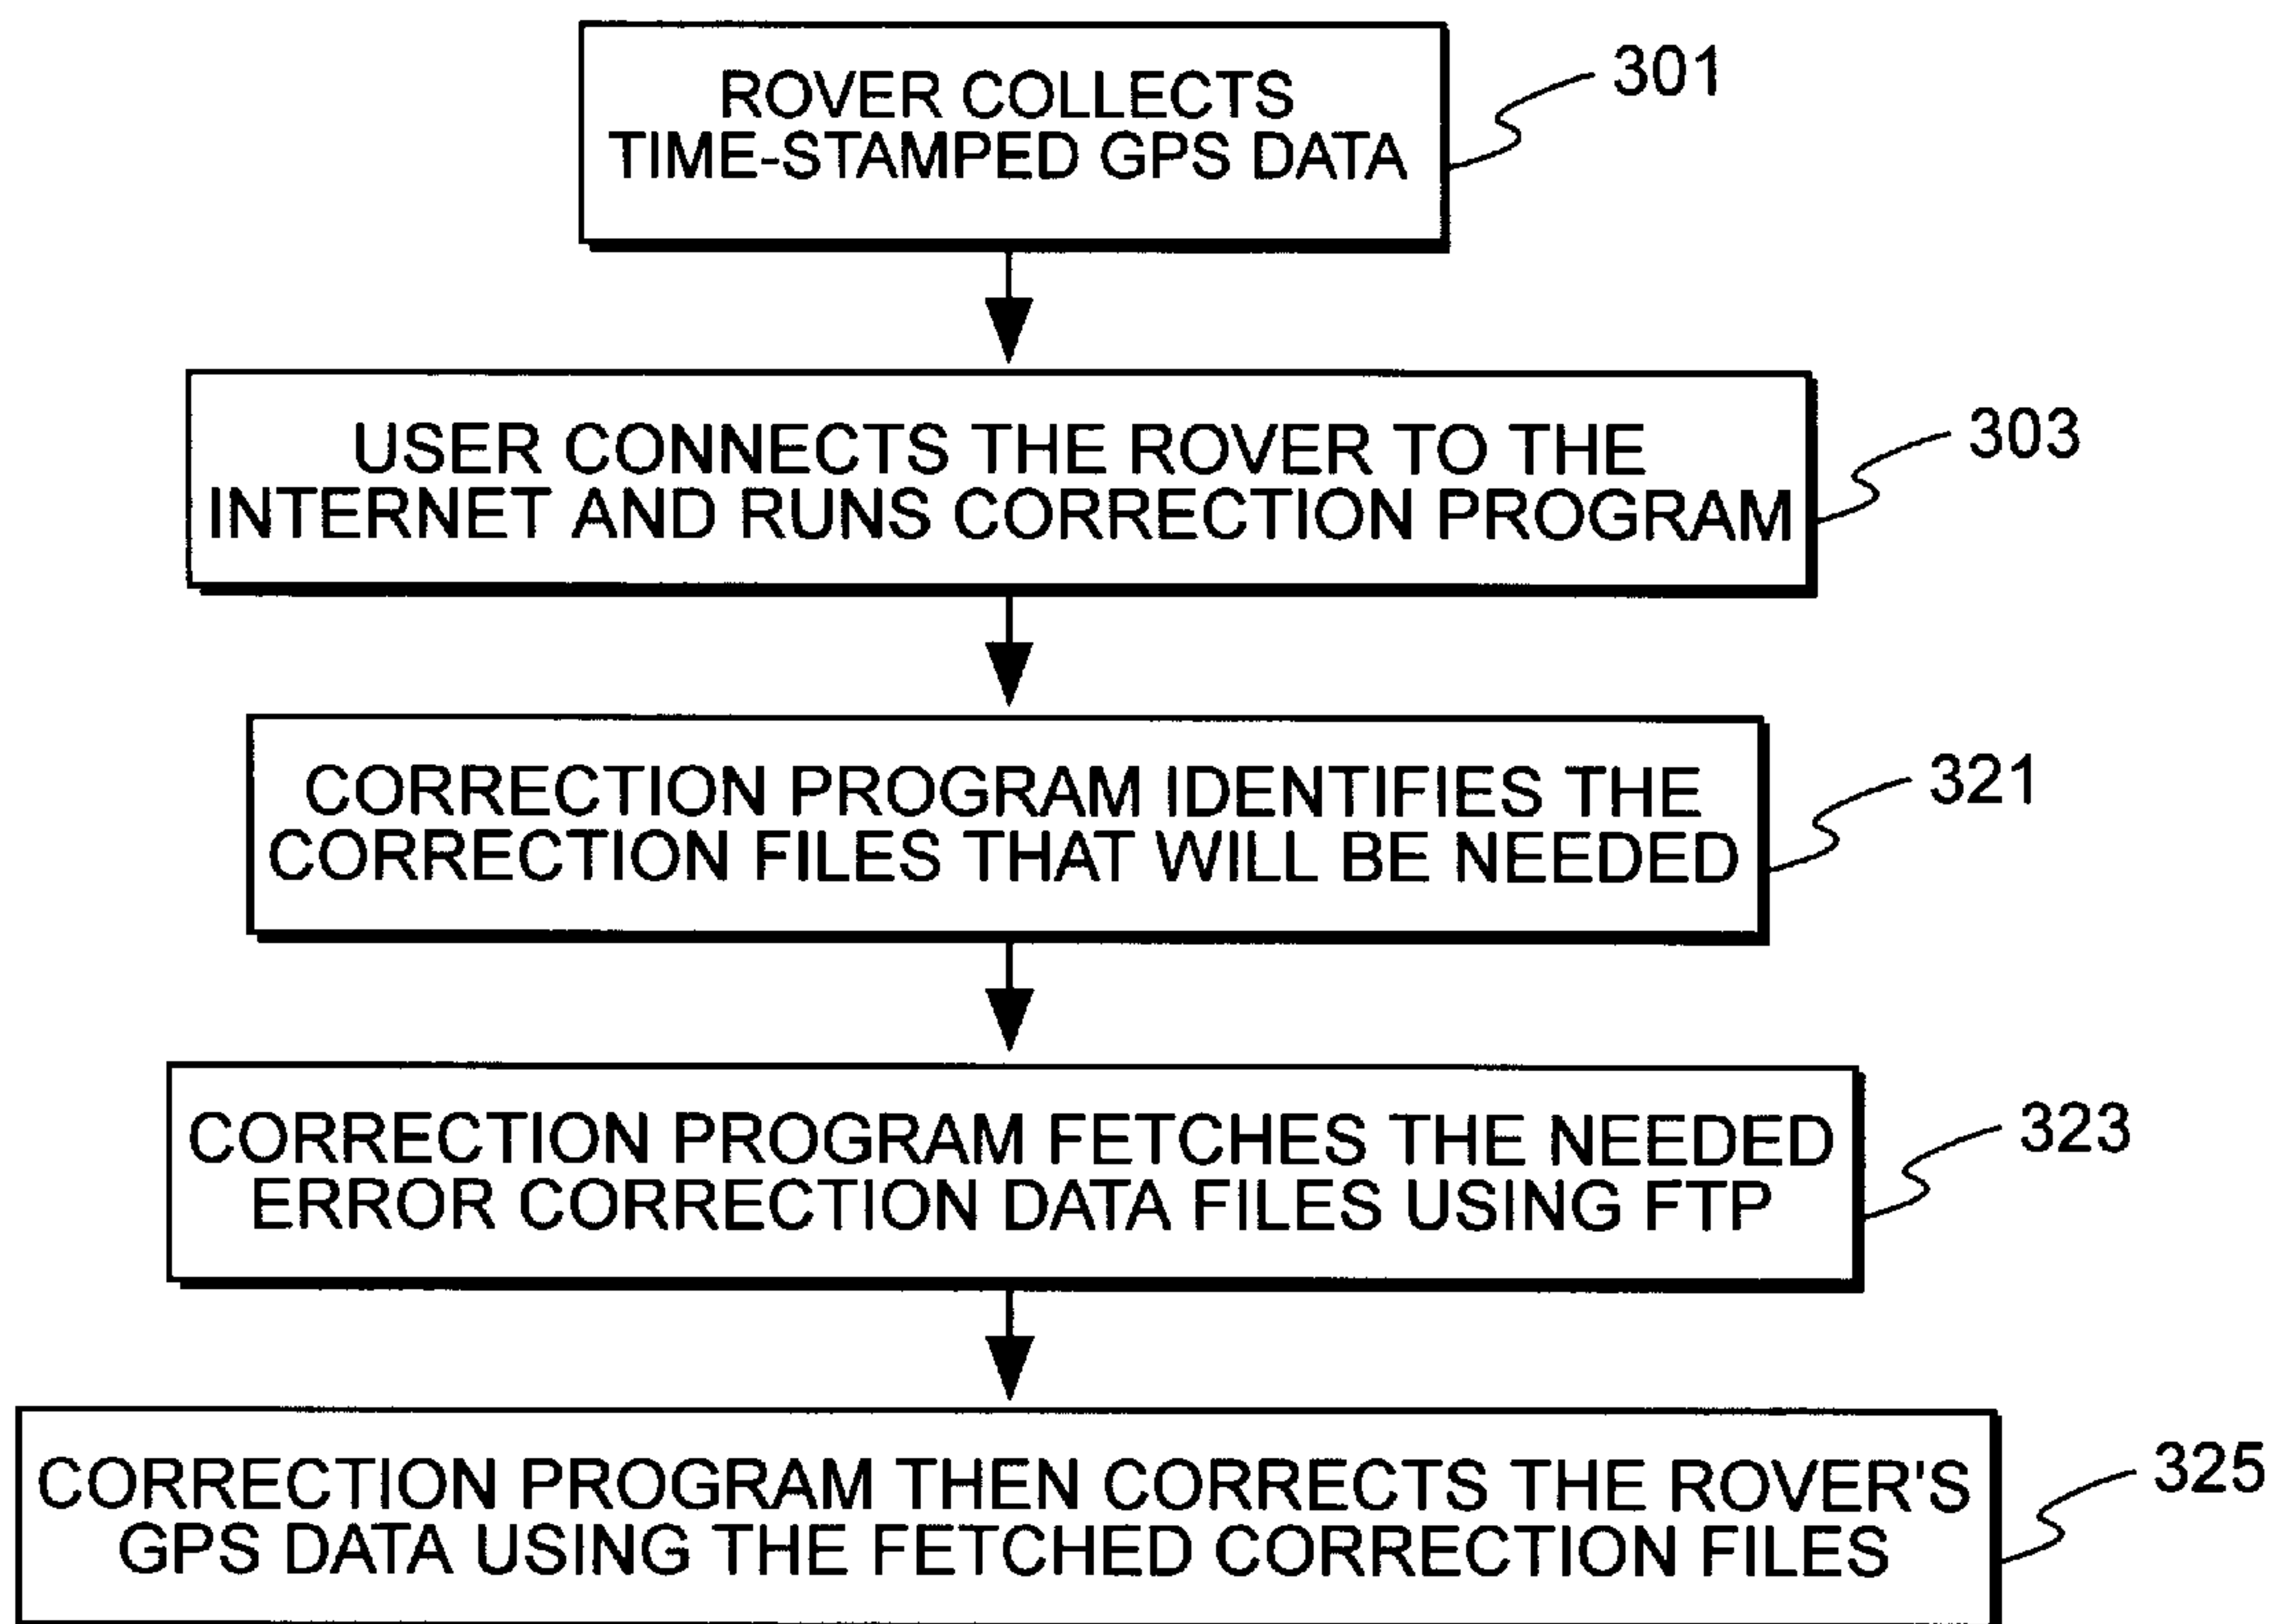 ROVER COLLECTS
TIME-STAMPED GPS DATA
301
USER CONNECTS THE ROVER TO THE
INTERNET AND RUNS CORRECTION PROGRAM
303
CORRECTION PROGRAM IDENTIFIES THE
CORRECTION FILES THAT WILL BE NEEDED
321
CORRECTION PROGRAM FETCHES THE NEEDED
ERROR CORRECTION DATA FILES USING FTP
323
CORRECTION PROGRAM THEN CORRECTS THE ROVER'S
GPS DATA USING THE FETCHED CORRECTION FILES
325